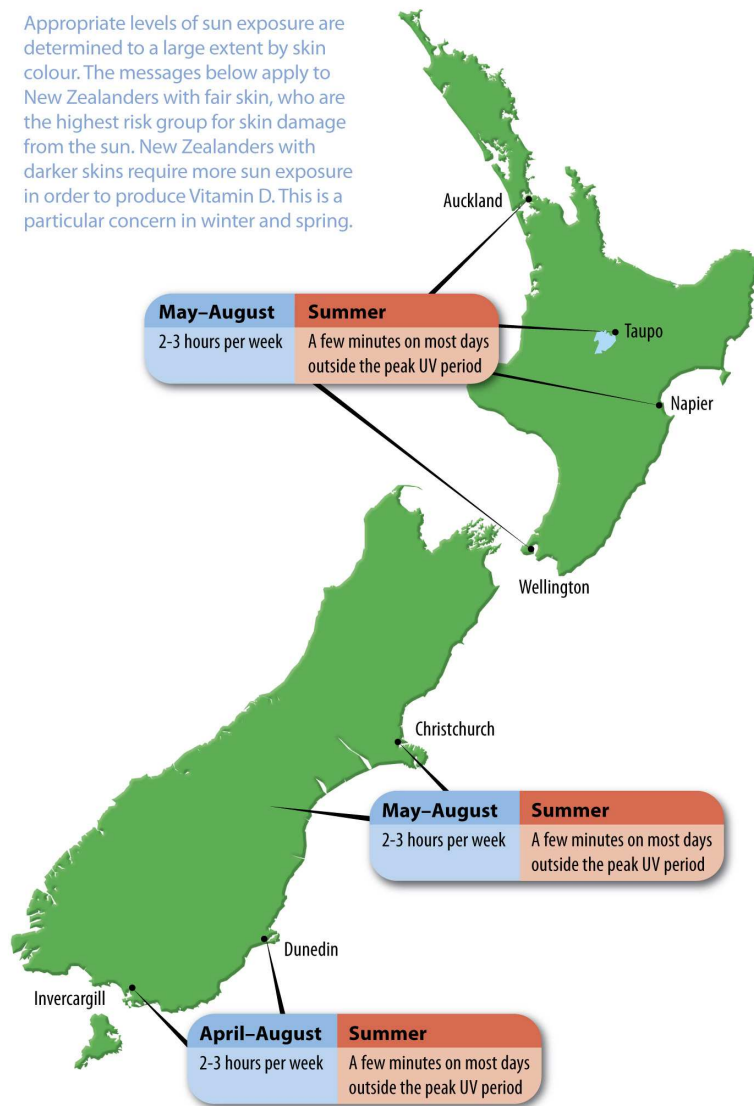 Appropriate levels of sun exposure are
determined to a large extent by skin
colour. The messages below apply to
New Zealanders with fair skin, who are
the highest risk group for skin damage
from the sun. New Zealanders with
darker skins require more sun exposure
in order to produce Vitamin D. This is a
particular concern in winter and spring.
Auckland
May–August Summer
2-3 hours per week A few minutes on most days
outside the peak UV period
Taupo
Napier
Wellington
Christchurch
May–August Summer
2-3 hours per week A few minutes on most days
outside the peak UV period
Dunedin
Invercargill
April–August Summer
2-3 hours per week A few minutes on most days
outside the peak UV period